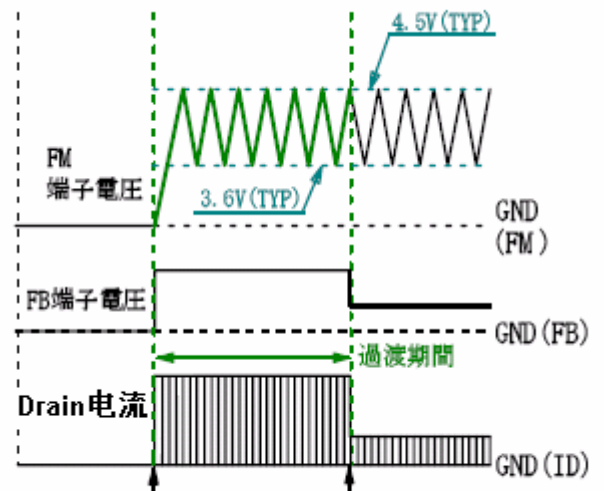 4.5V(TYP)
FM
端子電圧
3.6V(TYP)
GND
(FM)
FB端子電圧
GND(FB)
過渡期間
Drain电流
GND(ID)